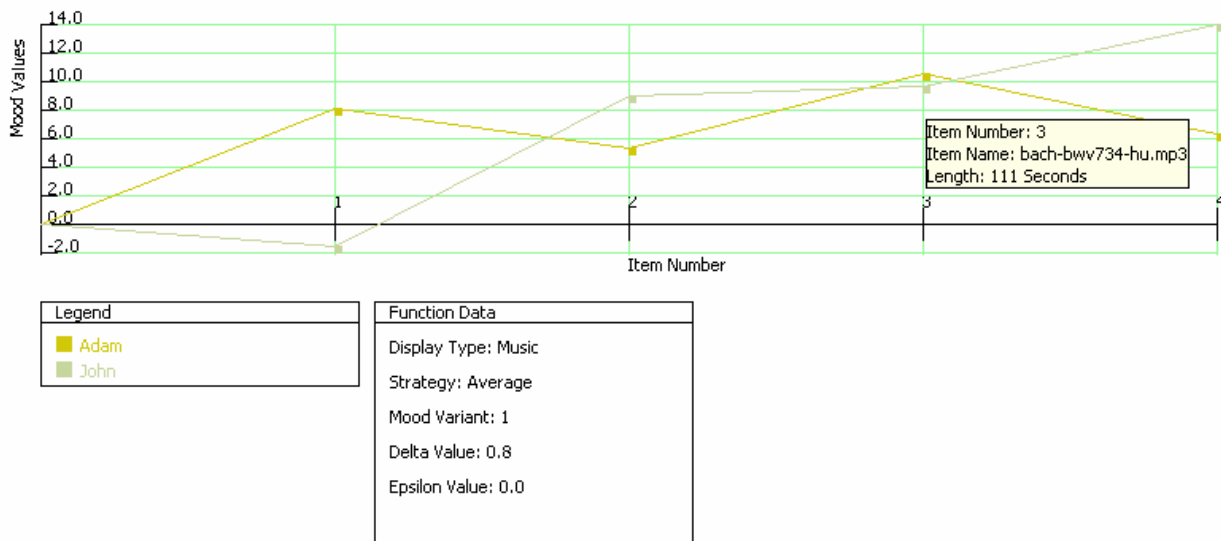 14.0
12.0
10.0
8.0
6.0
4.0
2.0
0.0
-2.0
Mood Values
1
2
3
4
Item Number
Item Number: 3
Item Name: bach-bwv734-hu.mp3
Length: 111 Seconds
Legend
Adam
John
Function Data
Display Type: Music
Strategy: Average
Mood Variant: 1
Delta Value: 0.8
Epsilon Value: 0.0